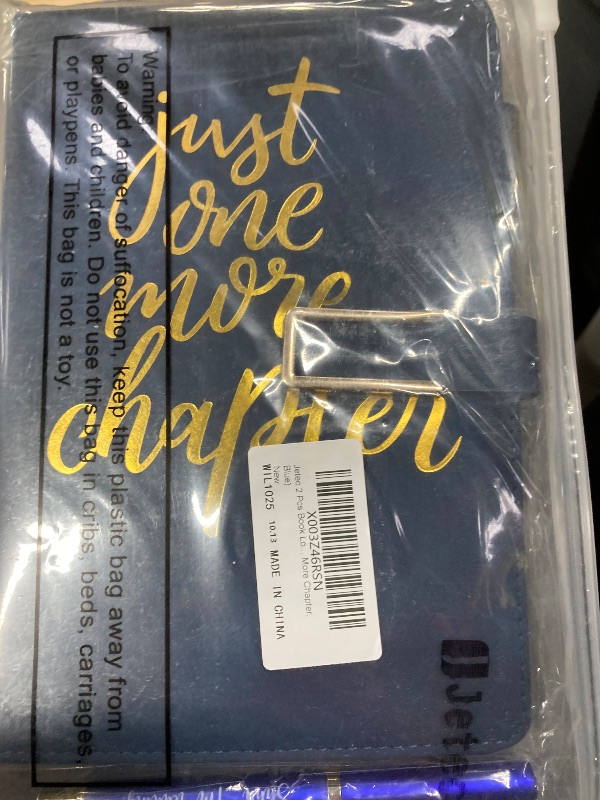 just
one
more
chapter
Warning
To avoid danger of suffocation, keep this plastic bag away from
babies and children. Do not use this bag in cribs, beds, carriages,
or playpens. This bag is not a toy.
X003Z46RSN
Jetec 2 Pcs Book Lo... More Chapter,
Blue)
New
WIL1025 10.13 MADE IN CHINA
Jetec